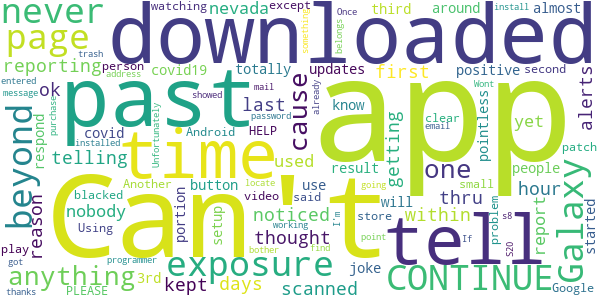 never
downloaded
nevada
watching
except
third
around
Once
install
almost
page
reporting
trash
person
covid19
totally
something
belongs
updates
positive
second
address
first
alerts
entered
message
ok
past
cause
app
mail
showed
already
last
know
pointless
yet
Wont
clear
email
beyond
respond
covid
purchase
installed
telling
Unfortunately
Android
password
HELP
time
used
getting
result
people
patch
one
thru
hour
Another
button
locate
going
use
small
Galaxy
reason
blacked
nobody
portion
setup
video
said
I'm
store
will
within
problem
s8
report
started
Using
Can't
noticed
working
thought
point
If
S20
tell
play
anything
programmer
exposure
bother
find
joke
CONTINUE
Google
got
thanks
PLEASE
3rd
kept
days
scanned